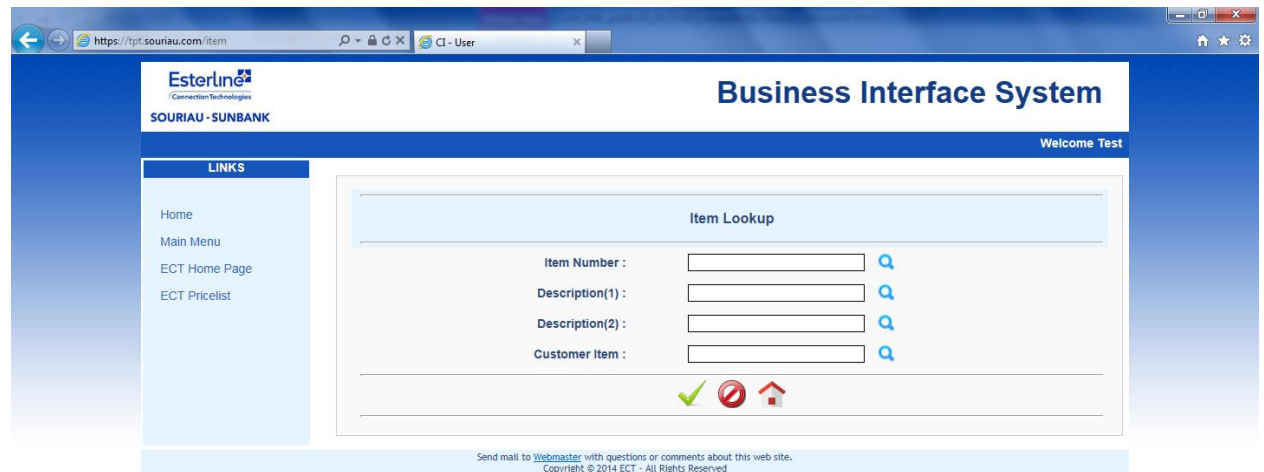 https://tpt.souriau.com/item
CI - User
Esterline
Connection Technologies
SOURIAU - SUNBANK
Business Interface System
Welcome Test
LINKS
Home
Main Menu
ECT Home Page
ECT Pricelist
Item Lookup
Item Number :
Description(1) :
Description(2) :
Customer Item :
Send mail to Webmaster with questions or comments about this web site.
Copyright © 2014 ECT - All Rights Reserved